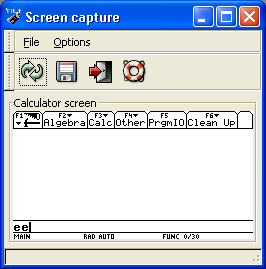 Screen capture
File Options
Calculator screen
F1 F2 F3 F4 F5 F6
Algebra Calc Other PrgmIO Clean Up
ee
MAIN RAD AUTO FUNC 0/30